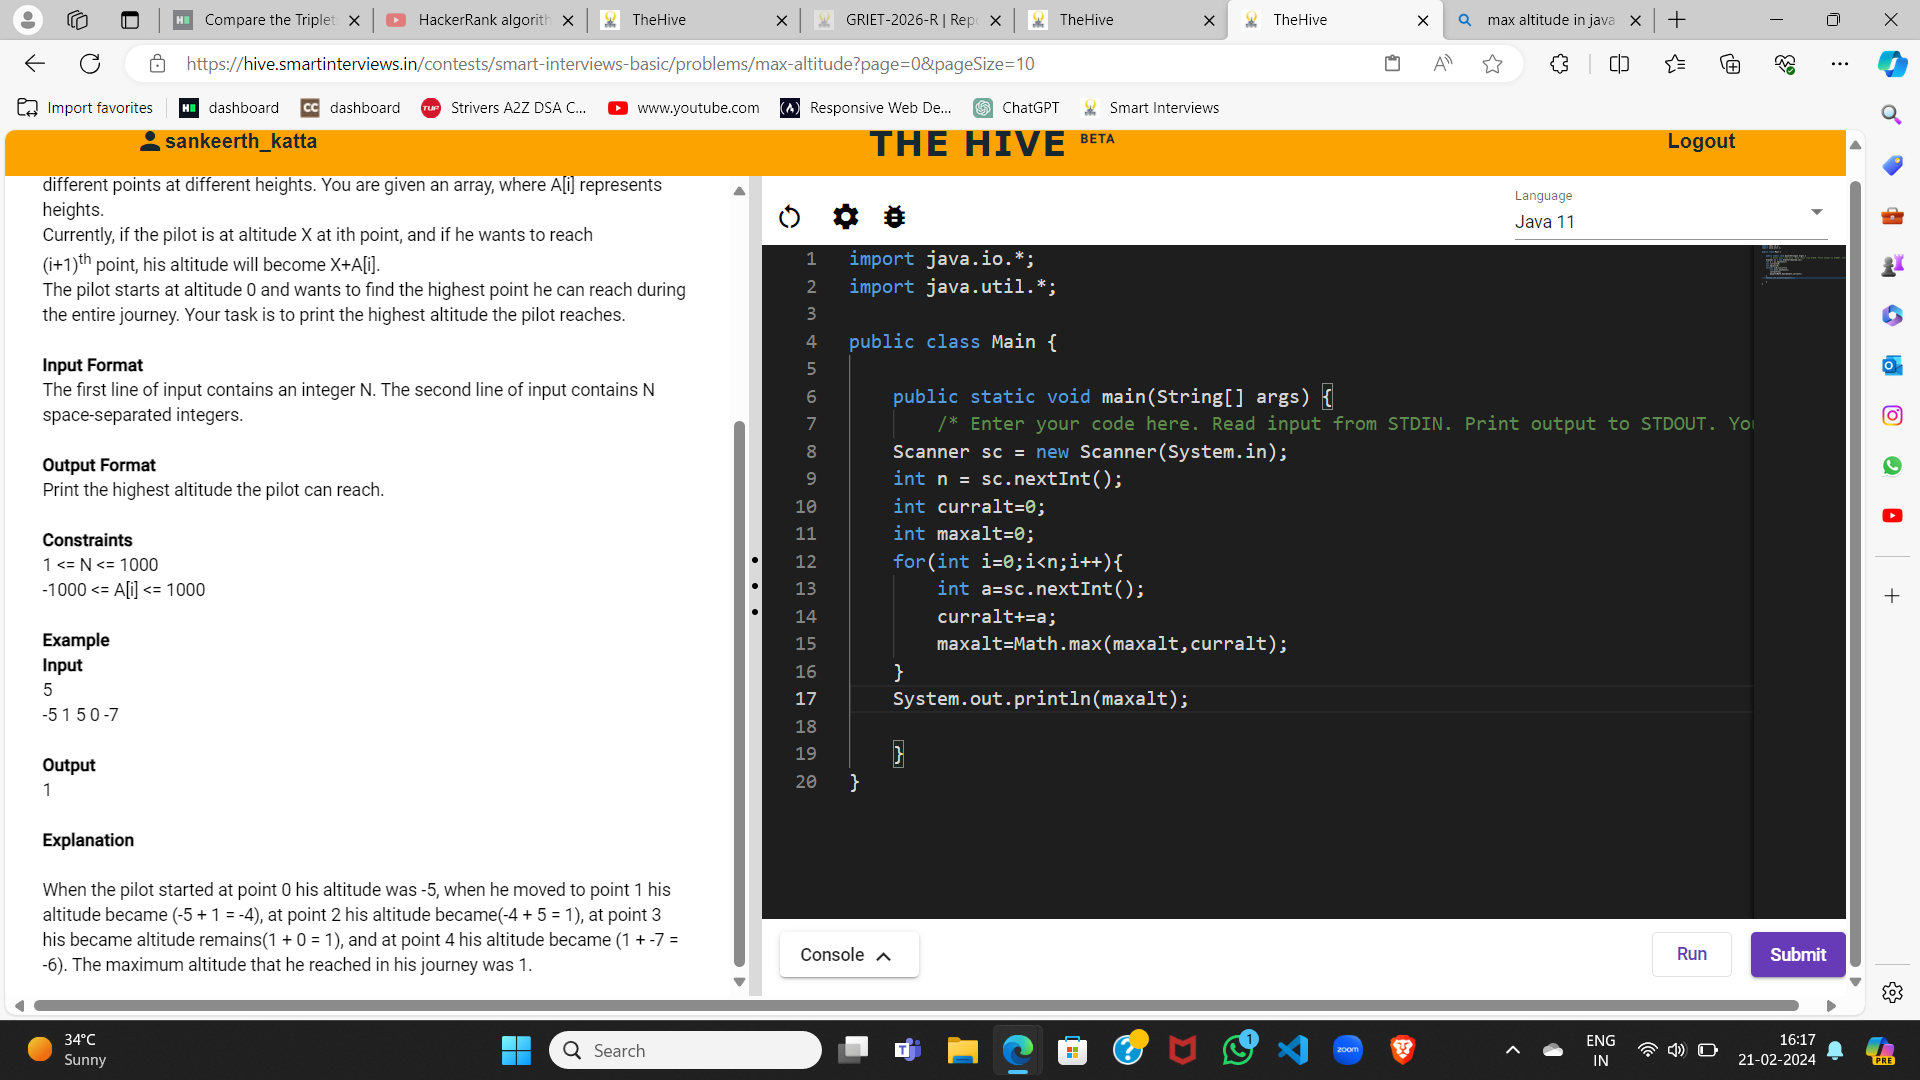 Compare the Triplet
HackerRank algorith
TheHive
GRIET-2026-R | Rep
TheHive
TheHive
max altitude in java
https://hive.smartinterviews.in/contests/smart-interviews-basic/problems/max-altitude?page=0&pageSize=10
Import favorites
dashboard
dashboard
Strivers A2Z DSA C...
www.youtube.com
Responsive Web De...
ChatGPT
Smart Interviews
sankeerth_katta
THE HIVE BETA
Logout
different points at different heights. You are given an array, where A[i] represents
heights.
Currently, if the pilot is at altitude X at ith point, and if he wants to reach
(i+1)th point, his altitude will become X+A[i].
The pilot starts at altitude 0 and wants to find the highest point he can reach during
the entire journey. Your task is to print the highest altitude the pilot reaches.
Input Format
The first line of input contains an integer N. The second line of input contains N
space-separated integers.
Output Format
Print the highest altitude the pilot can reach.
Constraints
1 <= N <= 1000
-1000 <= A[i] <= 1000
Example
Input
5
-5 1 5 0 -7
Output
1
Explanation
When the pilot started at point 0 his altitude was -5, when he moved to point 1 his
altitude became (-5 + 1 = -4), at point 2 his altitude became(-4 + 5 = 1), at point 3
his became altitude remains(1 + 0 = 1), and at point 4 his altitude became (1 + -7 =
-6). The maximum altitude that he reached in his journey was 1.
Language
Java 11
1 import java.io.*;
2 import java.util.*;
3
4 public class Main {
5
6 public static void main(String[] args) {
7 /* Enter your code here. Read input from STDIN. Print output to STDOUT. You
8 Scanner sc = new Scanner(System.in);
9 int n = sc.nextInt();
10 int curralt=0;
11 int maxalt=0;
12 for(int i=0;i<n;i++){
13 int a=sc.nextInt();
14 curralt+=a;
15 maxalt=Math.max(maxalt,curralt);
16 }
17 System.out.println(maxalt);
18
19 }
20 }
Console
Run
Submit
34°C
Sunny
Search
zoom
1
PRE
ENG
IN
16:17
21-02-2024